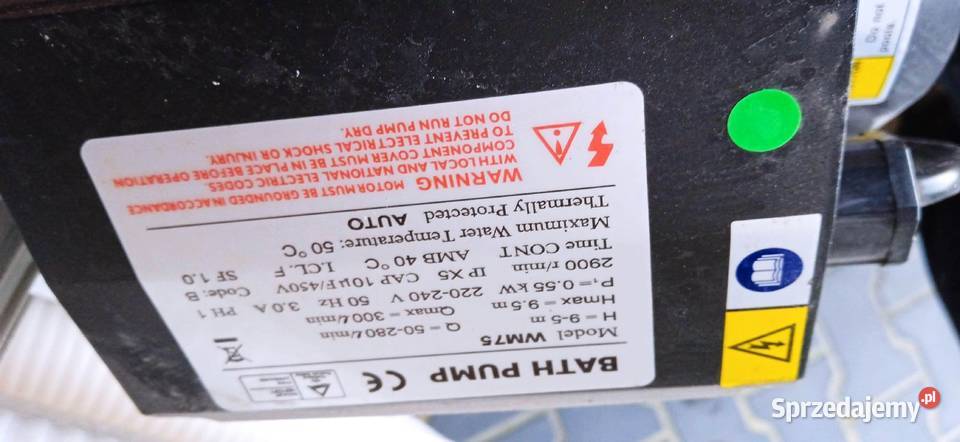 BATH PUMP CE
Model WM75
H = 9-5 m Q = 50-280ℓ/min
Hmax = 9.5 m Qmax = 300ℓ/min
P₁= 0.55 kW 220-240 V 50 Hz 3.0 A PH 1
2900 r/min IP X5 CAP 10µF/450V Code: B
Time CONT AMB 40°C I.CL. F SF 1.0
Maximum Water Temperature: 50°C
Thermally Protected AUTO
WARNING MOTOR MUST BE GROUNDED IN ACCORDANCE
WITH LOCAL AND NATIONAL ELECTRIC CODES.
COMPONENT COVER MUST BE IN PLACE BEFORE OPERATION
TO PREVENT ELECTRICAL SHOCK OR INJURY.
DO NOT RUN PUMP DRY.
Sprzedajemy.pl